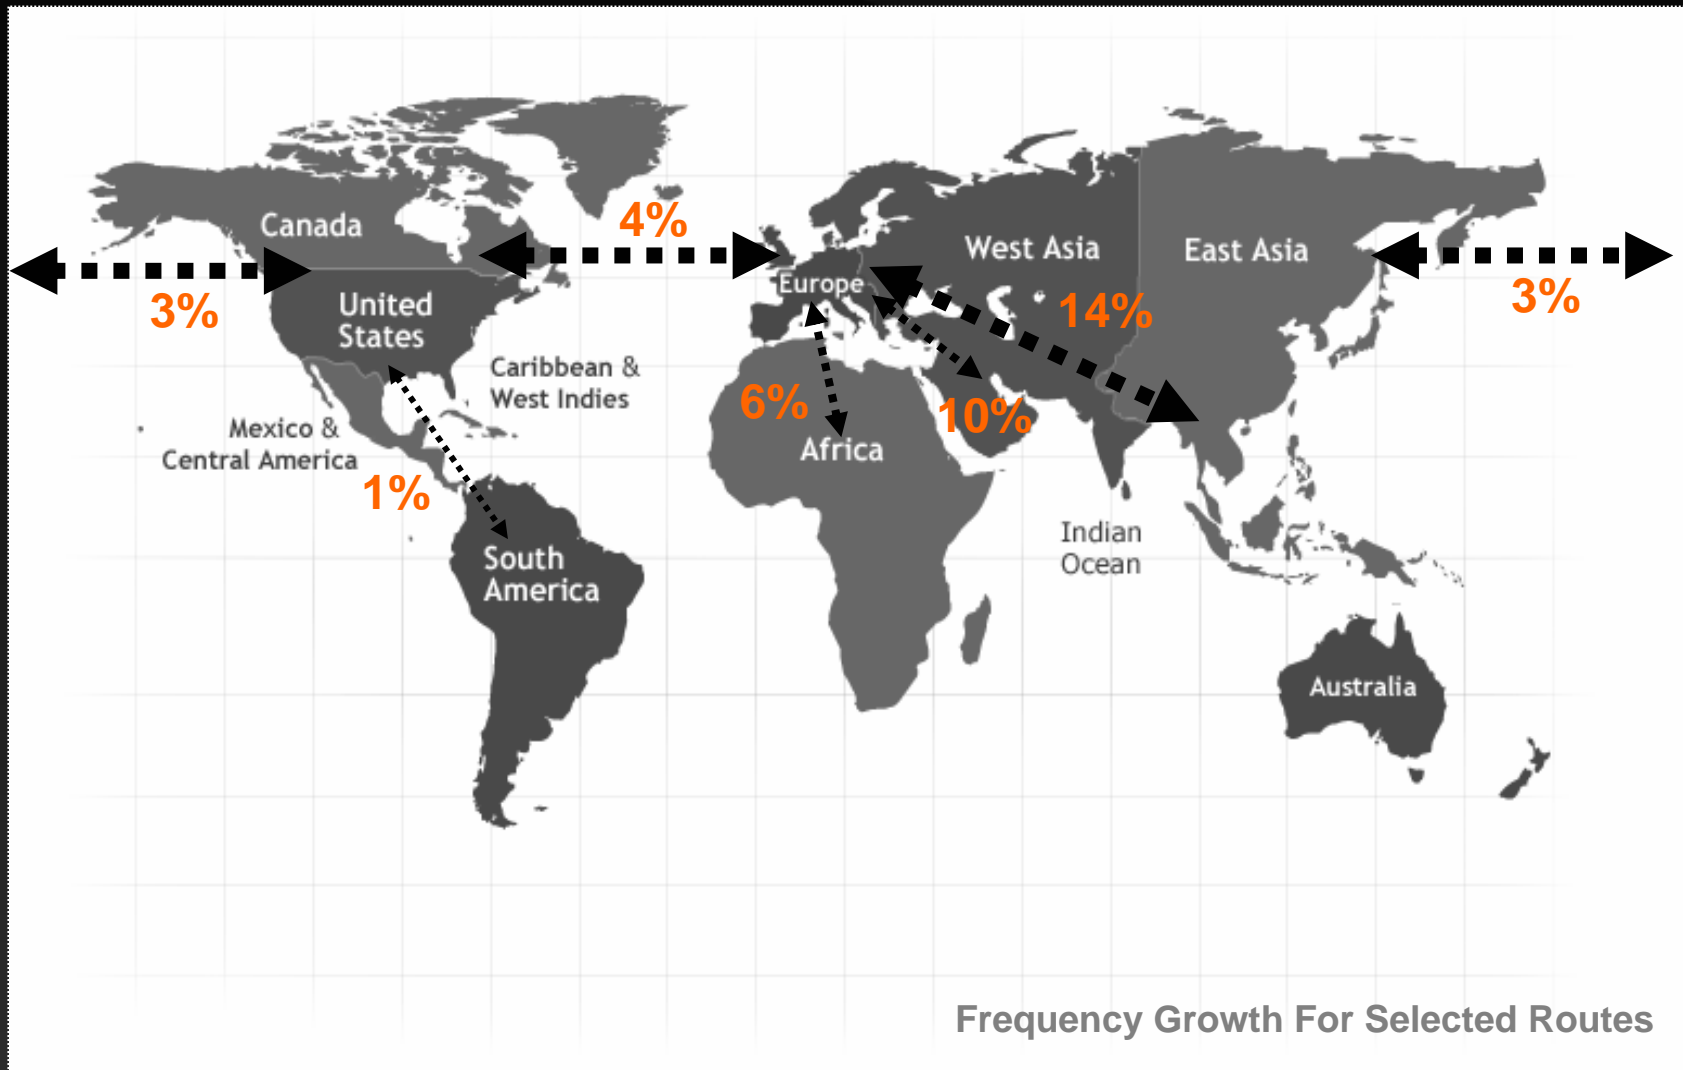 4%
Canada
West Asia
East Asia
Europe
3%
United
States
14%
3%
Caribbean &
West Indies
6%
10%
Mexico &
Central America
Africa
1%
Indian
Ocean
South
America
Australia
Frequency Growth For Selected Routes